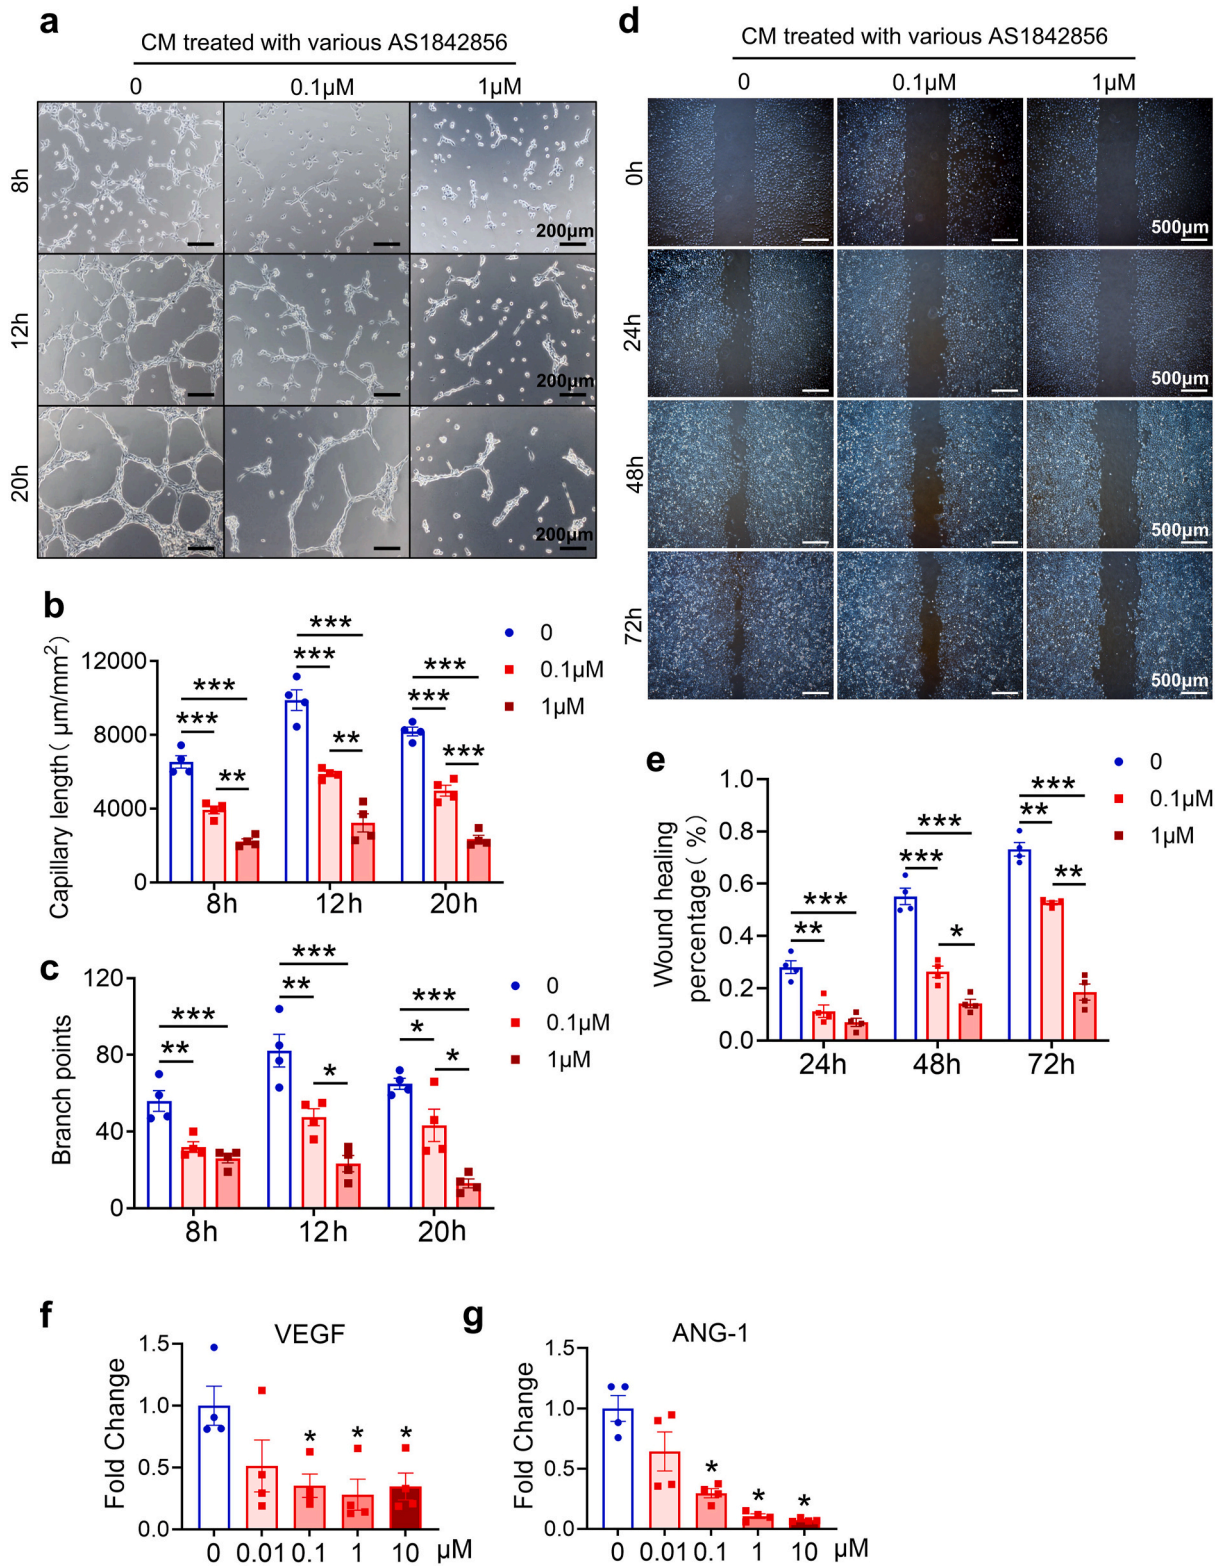 a
CM treated with various AS1842856
0 0.1μM 1μM
8h
200μm
12h
200μm
20h
200μm
b
Capillary length( μm/mm²)
12000
8000
4000
0
*** *** **
*** *** **
*** *** ***
8h 12h 20h
0
0.1μM
1μM
c
Branch points
120
80
40
0
*** **
*** ** *
*** * *
8h 12h 20h
0
0.1μM
1μM
d
CM treated with various AS1842856
0 0.1μM 1μM
0h
500μm
24h
500μm
48h
500μm
72h
500μm
e
Wound healing
percentage( %)
1.0
0.8
0.6
0.4
0.2
0.0
*** **
*** *** *
*** ** **
24h 48h 72h
0
0.1μM
1μM
f
VEGF
Fold Change
1.5
1.0
0.5
0.0
* * *
0 0.01 0.1 1 10 μM
g
ANG-1
Fold Change
1.5
1.0
0.5
0.0
* * *
0 0.01 0.1 1 10 μM